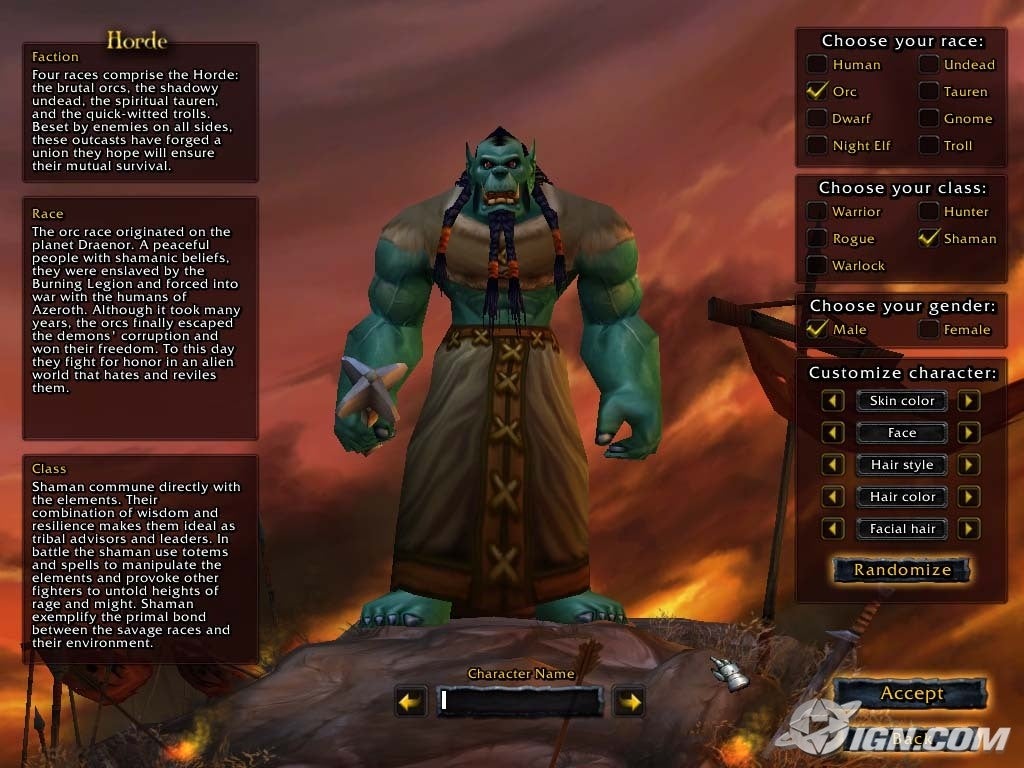 Horde
Faction
Four races comprise the Horde:
the brutal orcs, the shadowy
undead, the spiritual tauren,
and the quick-witted trolls.
Beset by enemies on all sides,
these outcasts have forged a
union they hope will ensure
their mutual survival.
Race
The orc race originated on the
planet Draenor. A peaceful
people with shamanic beliefs,
they were enslaved by the
Burning Legion and forced into
war with the humans of
Azeroth. Although it took many
years, the orcs finally escaped
the demons' corruption and
won their freedom. To this day
they fight for honor in an alien
world that hates and reviles
them.
Class
Shaman commune directly with
the elements. Their
combination of wisdom and
resilience makes them ideal as
tribal advisors and leaders. In
battle the shaman use totems
and spells to manipulate the
elements and provoke other
fighters to untold heights of
rage and might. Shaman
exemplify the primal bond
between the savage races and
their environment.
Character Name
Choose your race:
Human Undead
Orc Tauren
Dwarf Gnome
Night Elf Troll
Choose your class:
Warrior Hunter
Rogue Shaman
Warlock
Choose your gender:
Male Female
Customize character:
Skin color
Face
Hair style
Hair color
Facial hair
Randomize
Accept
Back
IGN.COM